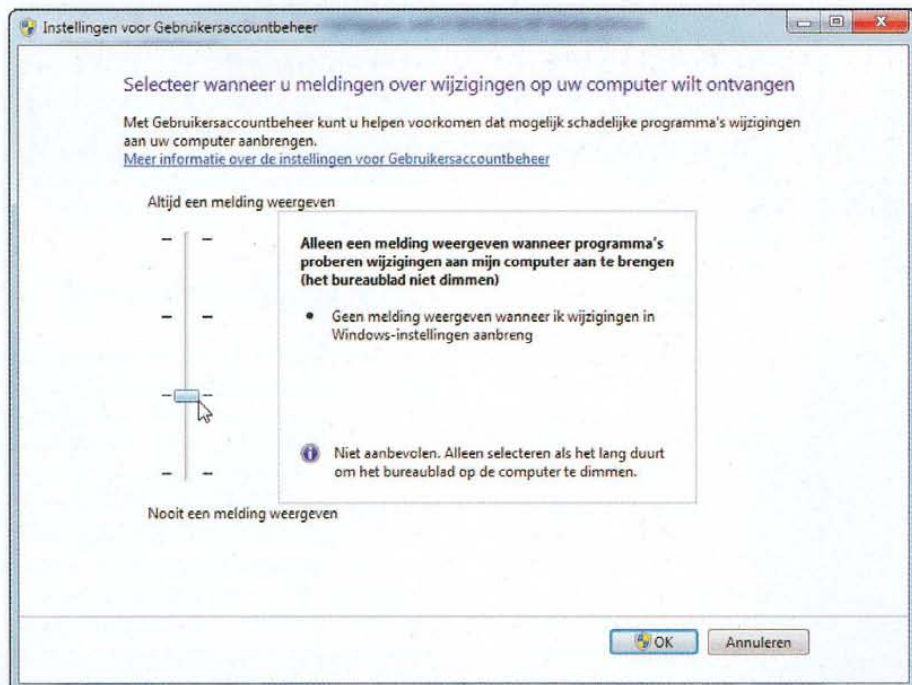 Instellingen voor Gebruikersaccountbeheer
Selecteer wanneer u meldingen over wijzigingen op uw computer wilt ontvangen
Met Gebruikersaccountbeheer kunt u helpen voorkomen dat mogelijk schadelijke programma's wijzigingen
aan uw computer aanbrengen.
Meer informatie over de instellingen voor Gebruikersaccountbeheer
Altijd een melding weergeven
Alleen een melding weergeven wanneer programma's
proberen wijzigingen aan mijn computer aan te brengen
(het bureaublad niet dimmen)
• Geen melding weergeven wanneer ik wijzigingen in
Windows-instellingen aanbreng
Niet aanbevolen. Alleen selecteren als het lang duurt
om het bureaublad op de computer te dimmen.
Nooit een melding weergeven
OK
Annuleren